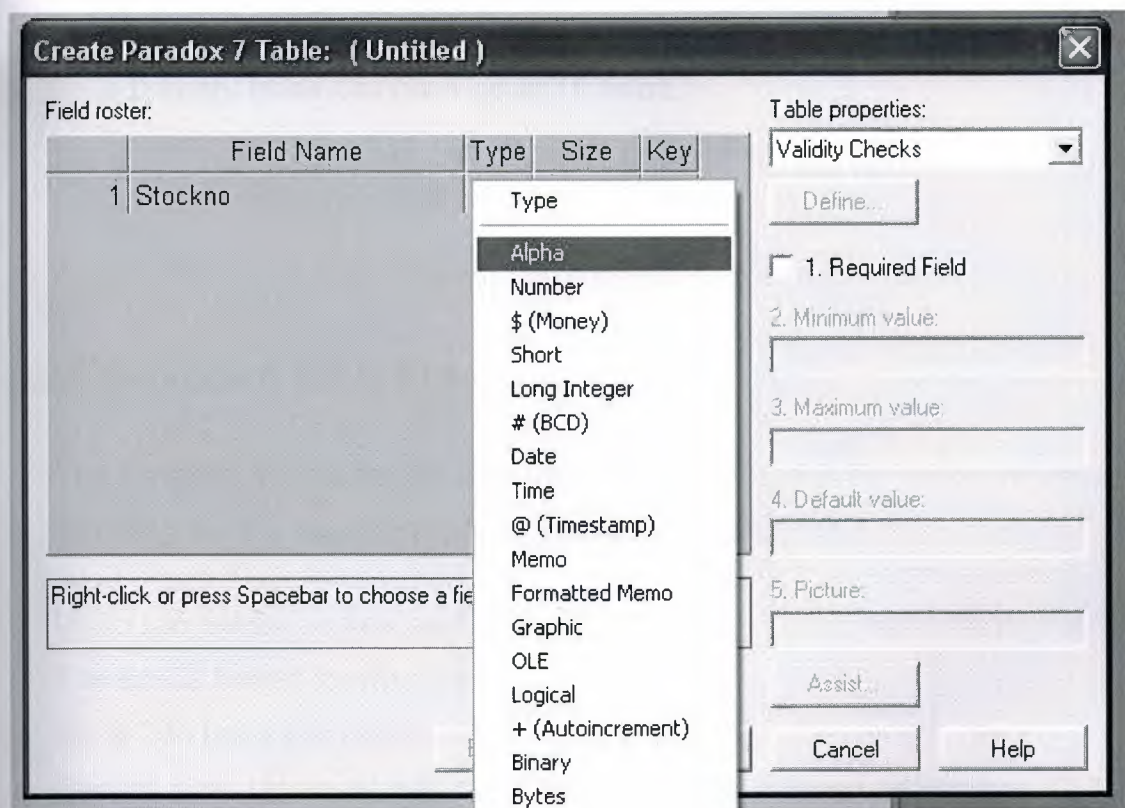 Create Paradox 7 Table: ( Untitled )
Field roster:
Field Name Type Size Key
1 Stockno
Type
Alpha
Number
$ (Money)
Short
Long Integer
# (BCD)
Date
Time
@ (Timestamp)
Memo
Formatted Memo
Graphic
OLE
Logical
+ (Autoincrement)
Binary
Bytes
Right-click or press Spacebar to choose a fie
Table properties:
Validity Checks
Define...
1. Required Field
2. Minimum value:
3. Maximum value:
4. Default value:
5. Picture:
Assist...
Cancel Help